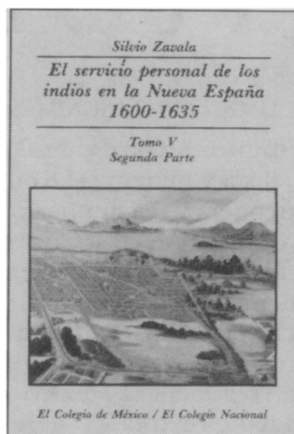 Silvio Zavala
El servicio personal de los
indios en la Nueva España
1600-1635
Tomo V
Segunda Parte
El Colegio de México / El Colegio Nacional